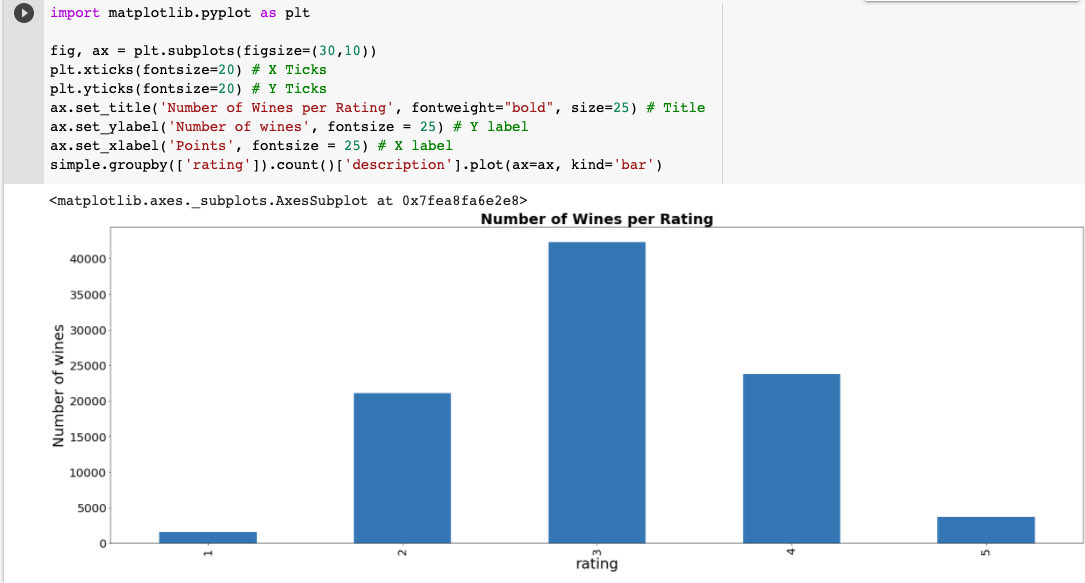 import matplotlib.pyplot as plt
fig, ax = plt.subplots(figsize=(30,10))
plt.xticks(fontsize=20) # X Ticks
plt.yticks(fontsize=20) # Y Ticks
ax.set_title('Number of Wines per Rating', fontweight="bold", size=25) # Title
ax.set_ylabel('Number of wines', fontsize = 25) # Y label
ax.set_xlabel('Points', fontsize = 25) # X label
simple.groupby(['rating']).count()['description'].plot(ax=ax, kind='bar')
<matplotlib.axes._subplots.AxesSubplot at 0x7fea8fa6e2e8>
Number of Wines per Rating
Number of wines
40000
35000
30000
25000
20000
15000
10000
5000
0
1
2
3
4
5
rating